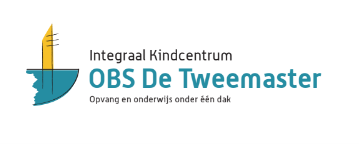 Integraal Kindcentrum
OBS De Tweemaster
Opvang en onderwijs onder één dak